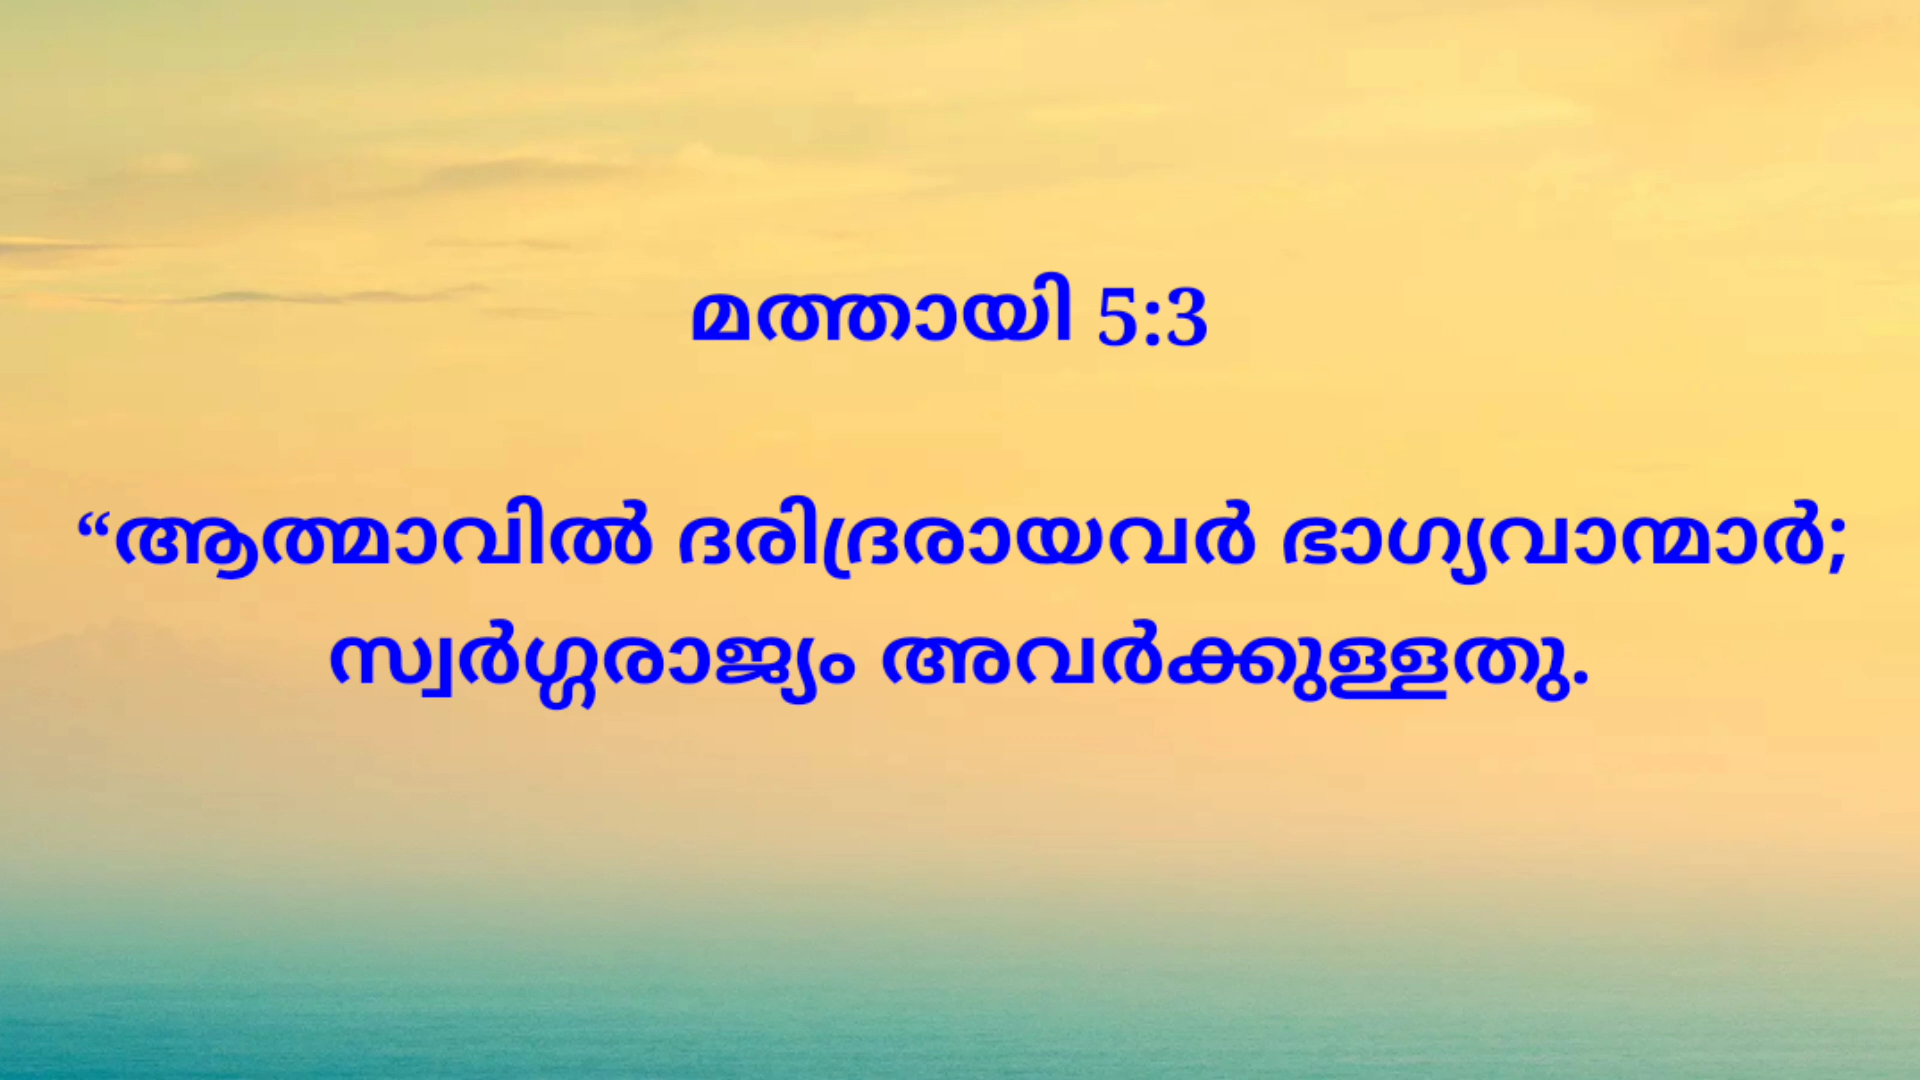 മത്തായി 5:3
“ആത്മാവിൽ ദരിദ്രരായവർ ഭാഗ്യവാന്മാർ;
സ്വർഗ്ഗരാജ്യം അവർക്കുള്ളതു.